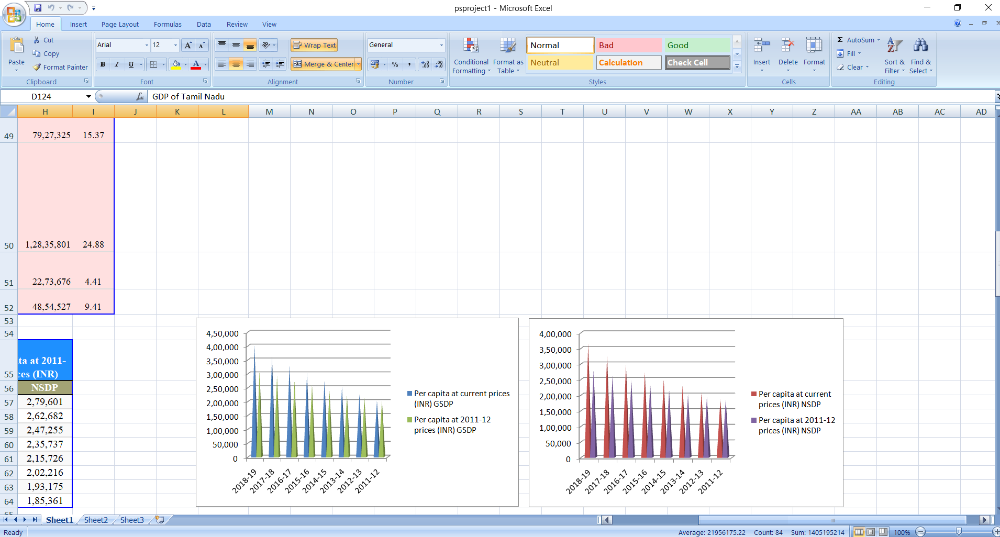 psproject1 - Microsoft Excel
Home Insert Page Layout Formulas Data Review View
Paste
Cut
Copy
Format Painter
Clipboard
Arial 12
B I U
Font
Wrap Text
Merge & Center
Alignment
General
% ,
Number
Conditional Formatting
Format as Table
Normal Bad Good
Neutral Calculation Check Cell
Styles
Insert Delete Format
Cells
Σ AutoSum
Fill
Clear
Sort & Filter
Find & Select
Editing
D124 fx GDP of Tamil Nadu
H I J K L M N O P Q R S T U V W X Y Z AA AB AC AD
49 79,27,325 15.37
50 1,28,35,801 24.88
51 22,73,676 4.41
52 48,54,527 9.41
53
54
ita at 2011-
55 ces (INR)
56 NSDP
57 2,79,601
58 2,62,682
59 2,47,255
60 2,35,737
61 2,15,726
62 2,02,216
63 1,93,175
64 1,85,361
65
4,50,000
4,00,000
3,50,000
3,00,000
2,50,000
2,00,000
1,50,000
1,00,000
50,000
0
2018-19 2017-18 2016-17 2015-16 2014-15 2013-14 2012-13 2011-12
Per capita at current prices
(INR) GSDP
Per capita at 2011-12
prices (INR) GSDP
4,00,000
3,50,000
3,00,000
2,50,000
2,00,000
1,50,000
1,00,000
50,000
0
2018-19 2017-18 2016-17 2015-16 2014-15 2013-14 2012-13 2011-12
Per capita at current
prices (INR) NSDP
Per capita at 2011-12
prices (INR) NSDP
Sheet1 Sheet2 Sheet3
Ready Average: 21956175.22 Count: 84 Sum: 1405195214 100%